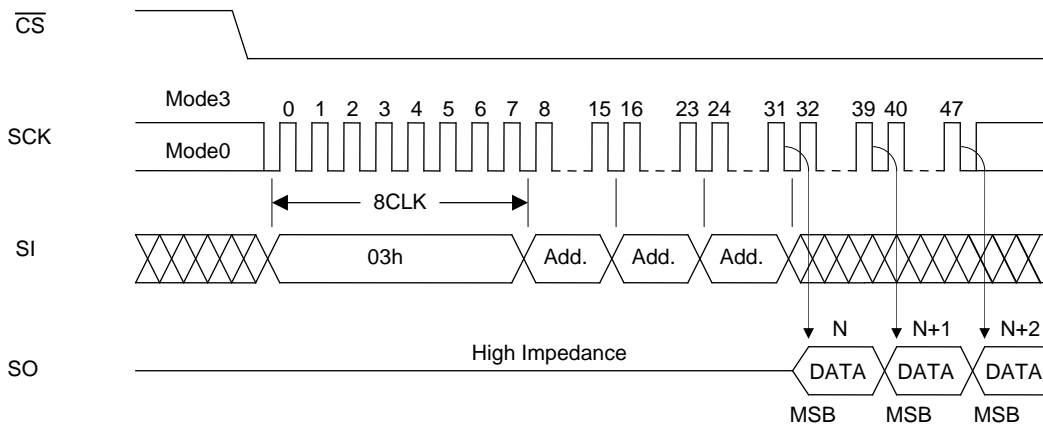 CS
Mode3
0 1 2 3 4 5 6 7 8 15 16 23 24 31 32 39 40 47
SCK
Mode0
8CLK
SI
03h Add. Add. Add.
N N+1 N+2
High Impedance
SO
DATA DATA DATA
MSB MSB MSB